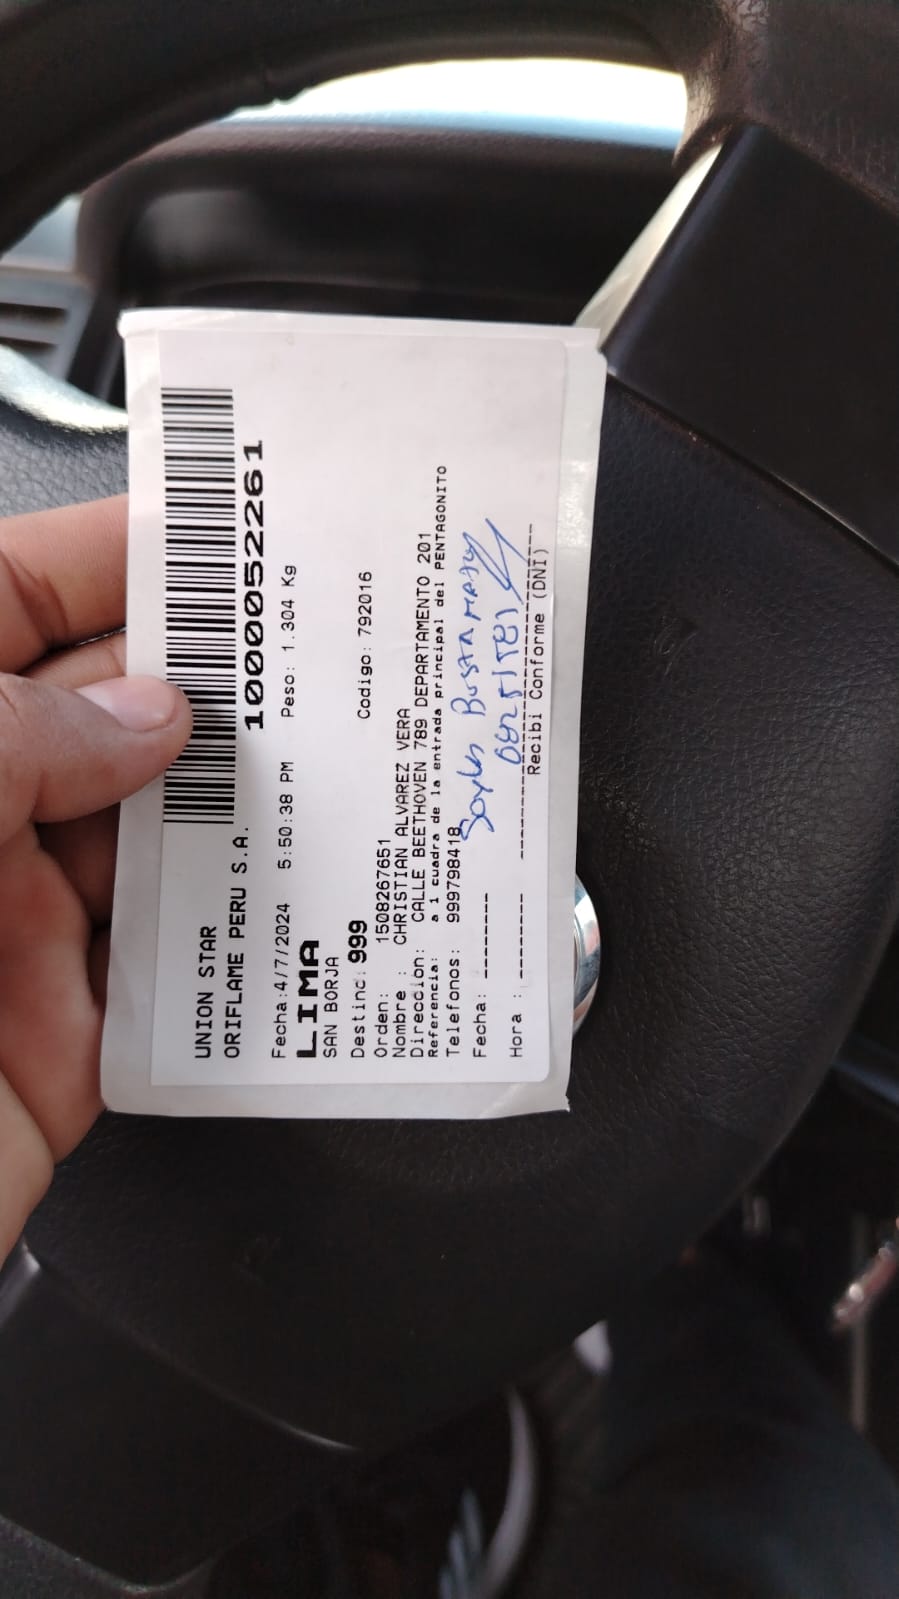 UNION STAR
ORIFLAME PERU S.A.
1000052261
Fecha:4/7/2024 5:50:38 PM Peso: 1.304 Kg
LIMA
SAN BORJA
Destino: 999 Codigo: 792016
Orden: 1508267651
Nombre : CHRISTIAN ALVAREZ VERA
Direccion: CALLE BEETHOVEN 789 DEPARTAMENTO 201
Referencia: a 1 cuadra de la entrada principal del PENTAGONITO
Telefonos: 999798418
Fecha: --------
Hora : --------
Recibi Conforme (DNI)